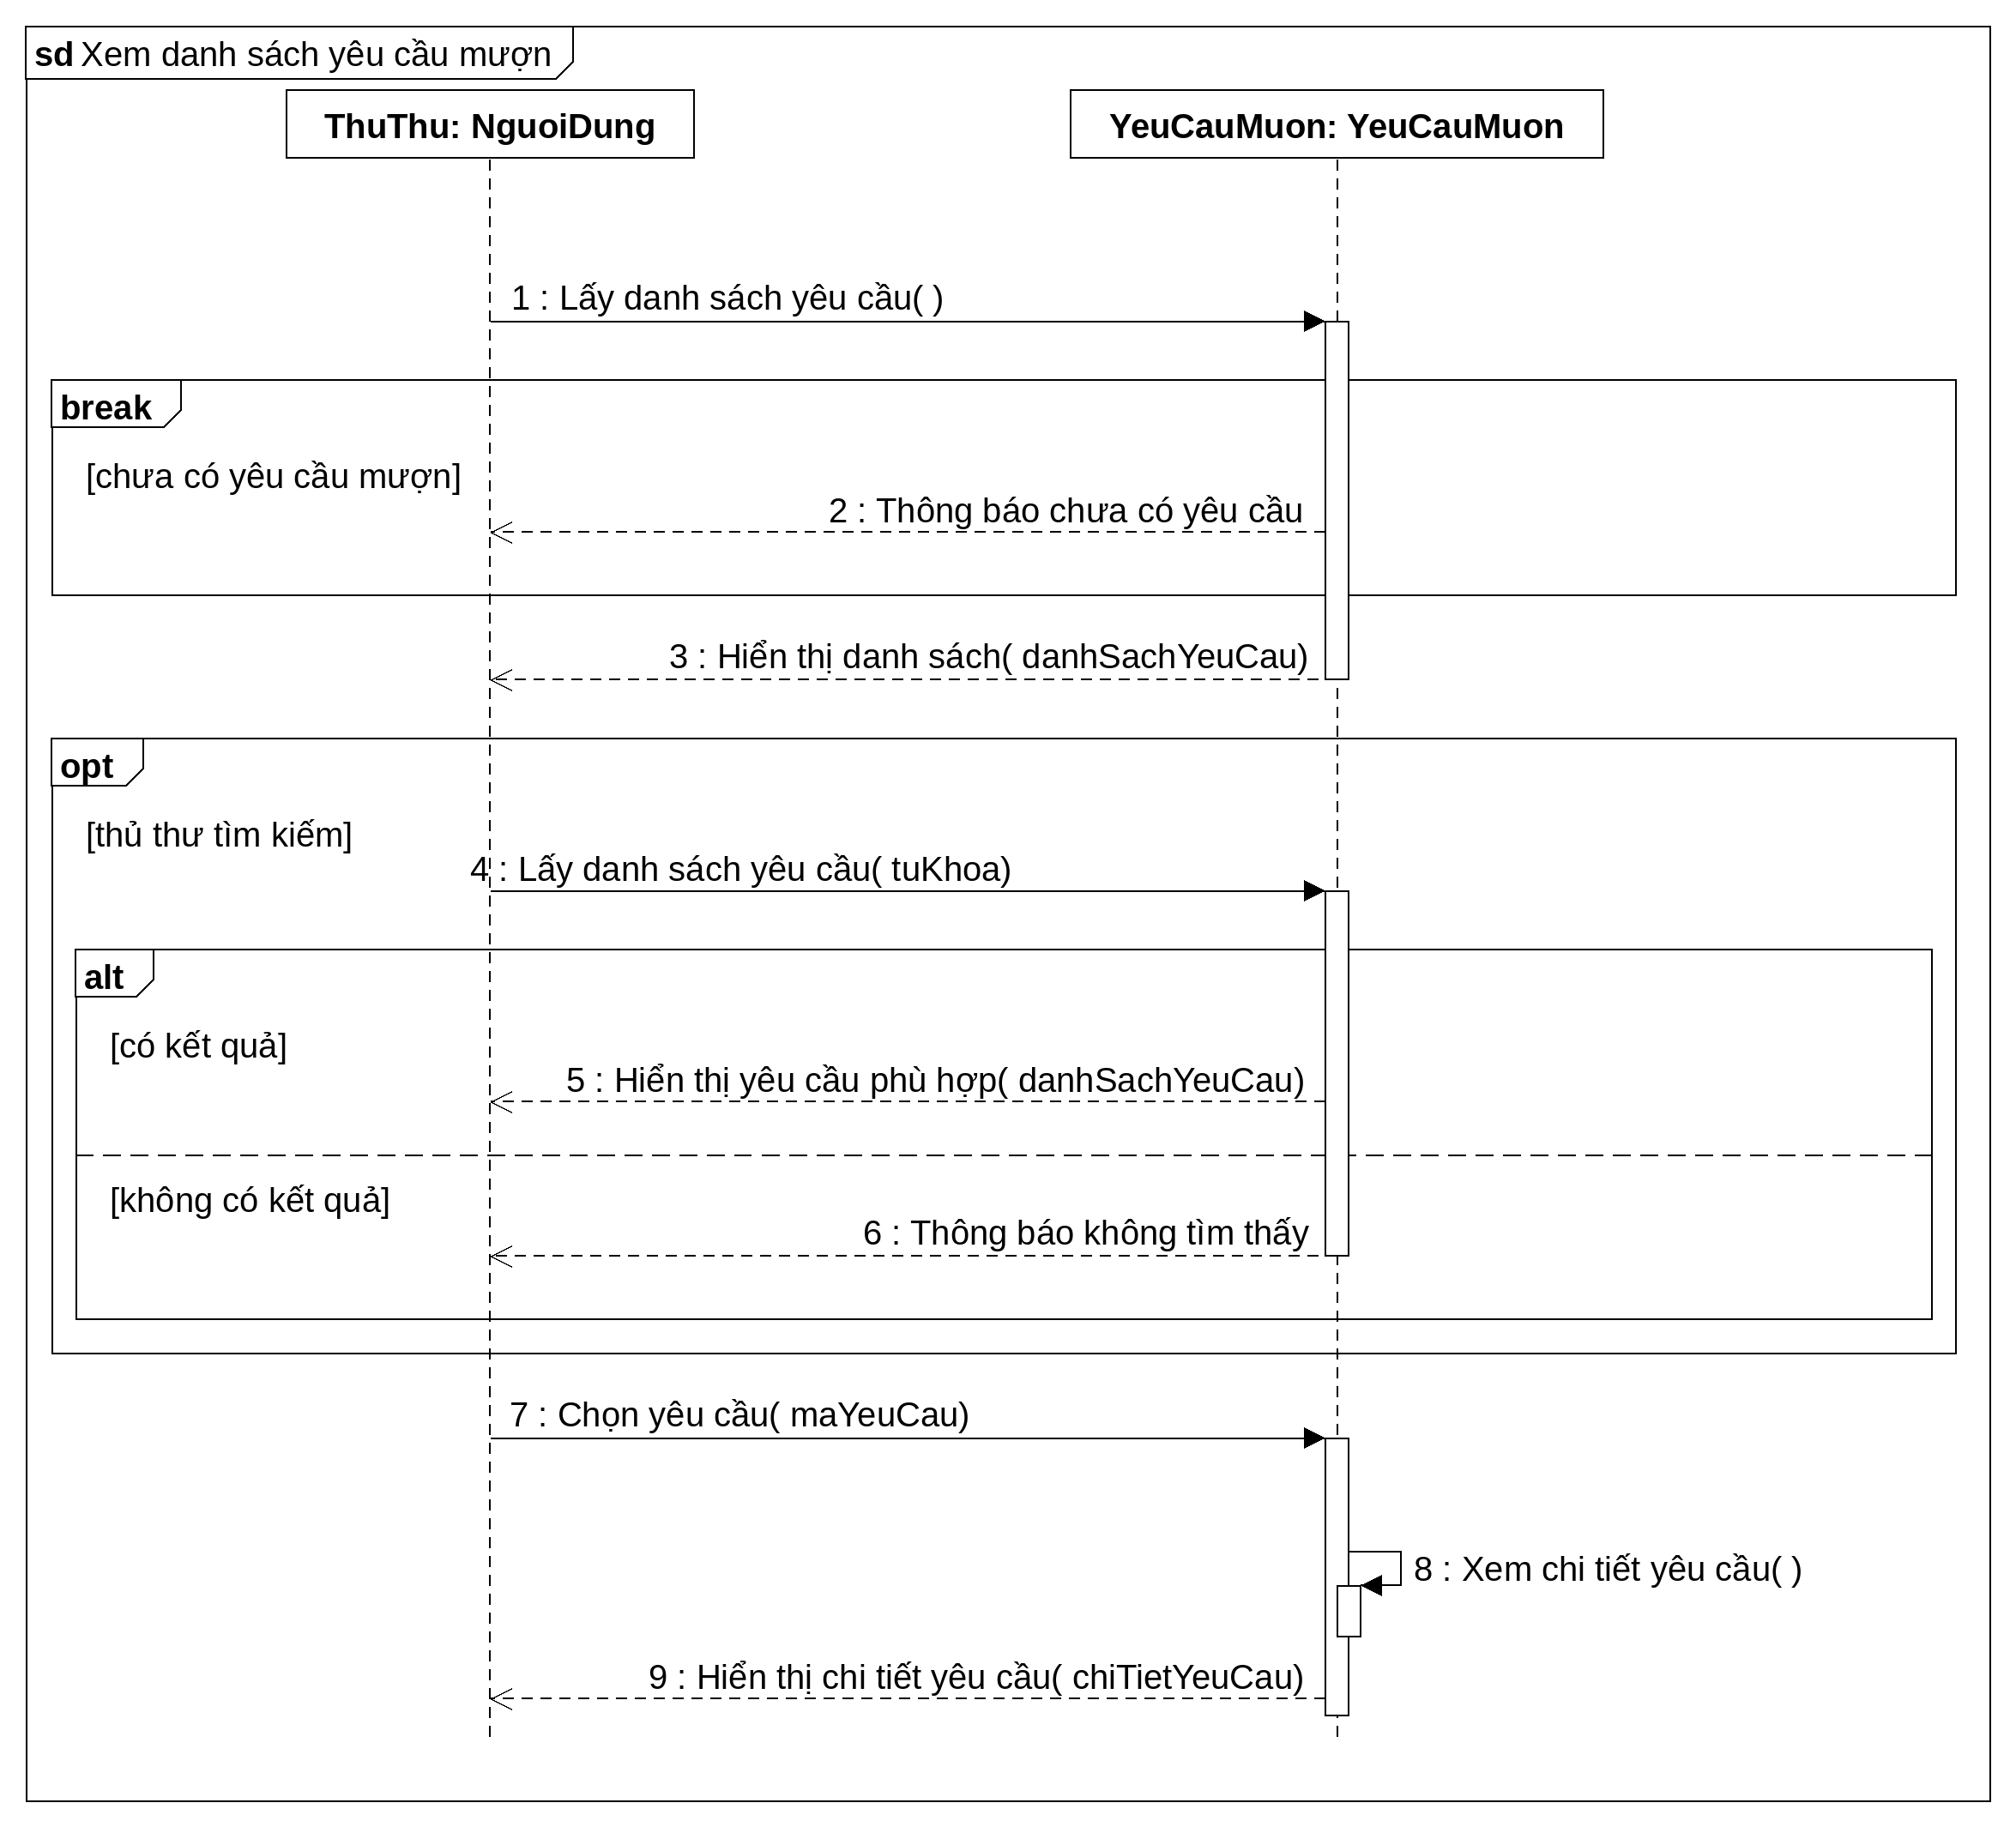 sd Xem danh sách yêu cầu mượn
ThuThu: NguoiDung
YeuCauMuon: YeuCauMuon
1 : Lấy danh sách yêu cầu( )
break
[chưa có yêu cầu mượn]
2 : Thông báo chưa có yêu cầu
3 : Hiển thị danh sách( danhSachYeuCau)
opt
[thủ thư tìm kiếm]
4 : Lấy danh sách yêu cầu( tuKhoa)
alt
[có kết quả]
5 : Hiển thị yêu cầu phù hợp( danhSachYeuCau)
[không có kết quả]
6 : Thông báo không tìm thấy
7 : Chọn yêu cầu( maYeuCau)
8 : Xem chi tiết yêu cầu( )
9 : Hiển thị chi tiết yêu cầu( chiTietYeuCau)